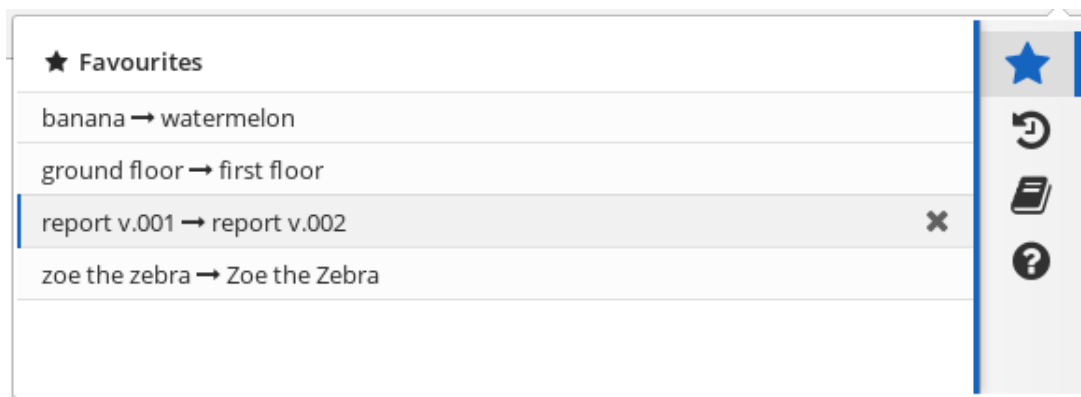 Favourites
banana → watermelon
ground floor → first floor
report v.001 → report v.002
zoe the zebra → Zoe the Zebra